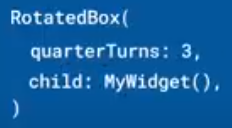 RotatedBox(
  quarterTurns: 3,
  child: MyWidget(),
)